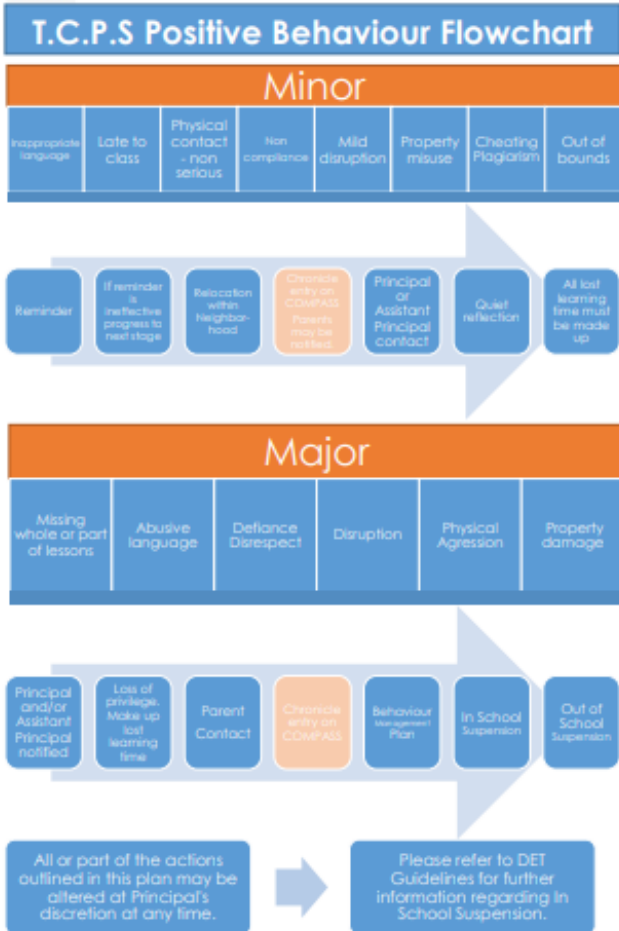 T.C.P.S Positive Behaviour Flowchart
Minor
Inappropriate
language
Late to
class
Physical
contact
- non
serious
Non
compliance
Mild
disruption
Property
misuse
Cheating
Plagiarism
Out of
bounds
Reminder
If reminder
is
ineffective
progress to
next stage
Relocation
within
Neighbor-
hood
Chronicle
entry on
COMPASS
Parents
may be
notified.
Principal
or
Assistant
Principal
contact
Quiet
reflection
All lost
learning
time must
be made
up
Major
Missing
whole or part
of lessons
Abusive
language
Defiance
Disrespect
Disruption
Physical
Agression
Property
damage
Principal
and/or
Assistant
Principal
notified
Loss of
privilege.
Make up
lost
learning
time
Parent
Contact
Chronicle
entry on
COMPASS
Behaviour
Management
Plan
In School
Suspension
Out of
School
Suspension
All or part of the actions
outlined in this plan may be
altered at Principal's
discretion at any time.
Please refer to DET
Guidelines for further
information regarding In
School Suspension.